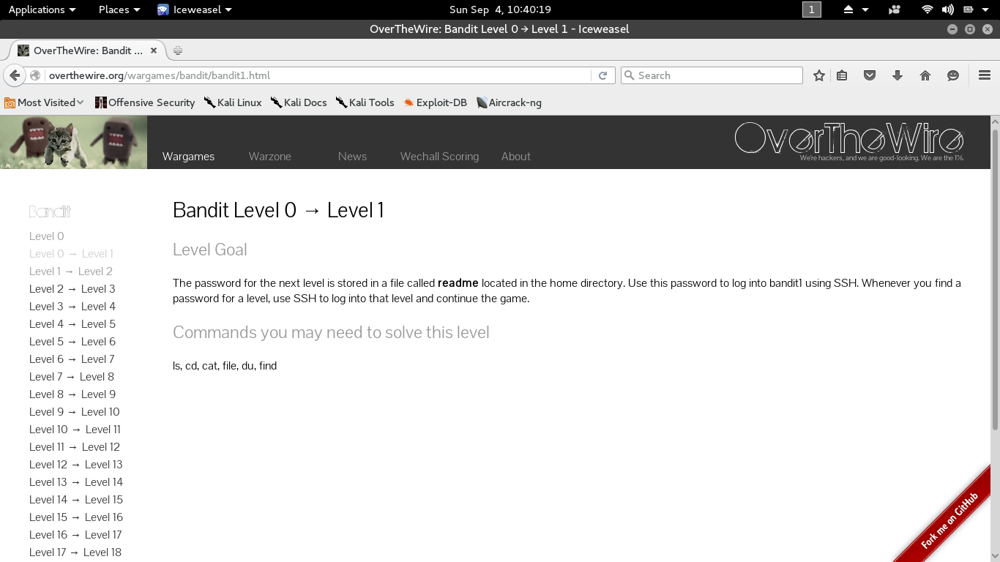 Applications Places Iceweasel Sun Sep 4, 10:40:19 1
OverTheWire: Bandit Level 0 → Level 1 - Iceweasel
OverTheWire: Bandit ...
overthewire.org/wargames/bandit/bandit1.html Search
Most Visited Offensive Security Kali Linux Kali Docs Kali Tools Exploit-DB Aircrack-ng
OverTheWire
We're hackers, and we are good-looking. We are the 1%.
Wargames Warzone News Wechall Scoring About
Bandit
Level 0
Level 0 → Level 1
Level 1 → Level 2
Level 2 → Level 3
Level 3 → Level 4
Level 4 → Level 5
Level 5 → Level 6
Level 6 → Level 7
Level 7 → Level 8
Level 8 → Level 9
Level 9 → Level 10
Level 10 → Level 11
Level 11 → Level 12
Level 12 → Level 13
Level 13 → Level 14
Level 14 → Level 15
Level 15 → Level 16
Level 16 → Level 17
Level 17 → Level 18
Bandit Level 0 → Level 1
Level Goal
The password for the next level is stored in a file called readme located in the home directory. Use this password to log into bandit1 using SSH. Whenever you find a
password for a level, use SSH to log into that level and continue the game.
Commands you may need to solve this level
ls, cd, cat, file, du, find
Fork me on GitHub